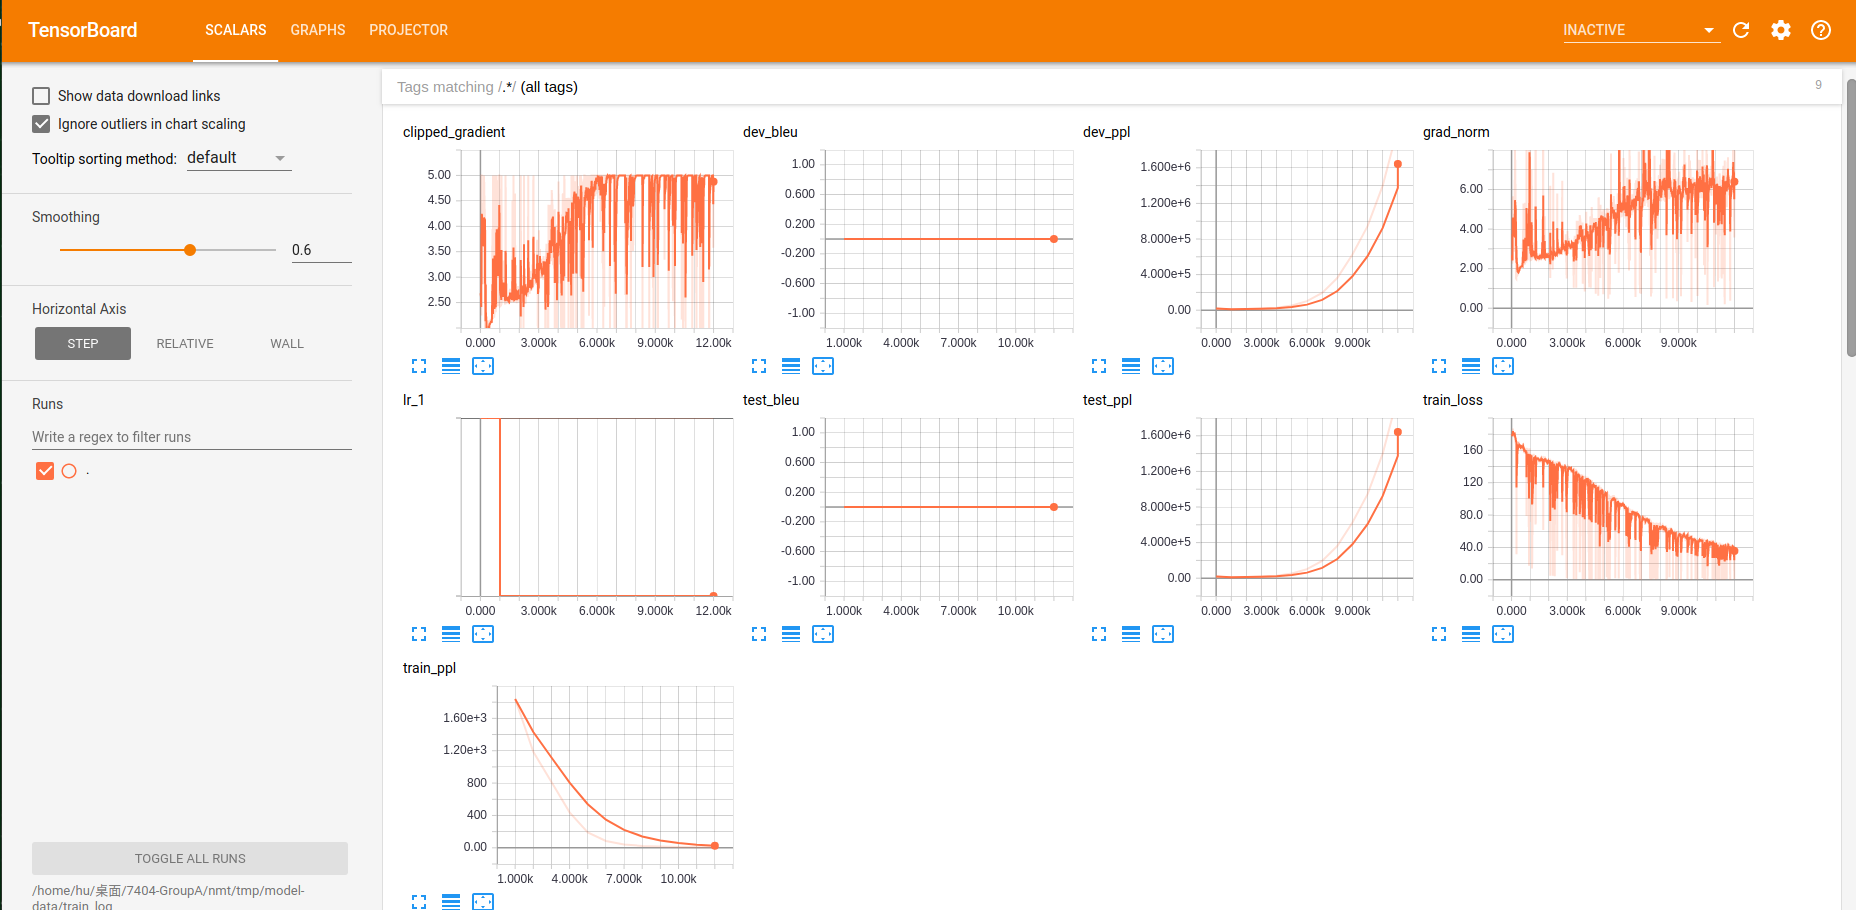 TensorBoard SCALARS GRAPHS PROJECTOR INACTIVE
Show data download links
Ignore outliers in chart scaling
Tooltip sorting method: default
Smoothing
0.6
Horizontal Axis
STEP RELATIVE WALL
Runs
Write a regex to filter runs
.
TOGGLE ALL RUNS
/home/hu/桌面/7404-GroupA/nmt/tmp/model-
data/train_log
Tags matching /.*/ (all tags) 9
clipped_gradient
5.00
4.50
4.00
3.50
3.00
2.50
0.000 3.000k 6.000k 9.000k 12.00k
dev_bleu
1.00
0.600
0.200
-0.200
-0.600
-1.00
1.000k 4.000k 7.000k 10.00k
dev_ppl
1.600e+6
1.200e+6
8.000e+5
4.000e+5
0.00
0.000 3.000k 6.000k 9.000k
grad_norm
6.00
4.00
2.00
0.00
0.000 3.000k 6.000k 9.000k
lr_1
0.000 3.000k 6.000k 9.000k 12.00k
test_bleu
1.00
0.600
0.200
-0.200
-0.600
-1.00
1.000k 4.000k 7.000k 10.00k
test_ppl
1.600e+6
1.200e+6
8.000e+5
4.000e+5
0.00
0.000 3.000k 6.000k 9.000k
train_loss
160
120
80.0
40.0
0.00
0.000 3.000k 6.000k 9.000k
train_ppl
1.60e+3
1.20e+3
800
400
0.00
1.000k 4.000k 7.000k 10.00k